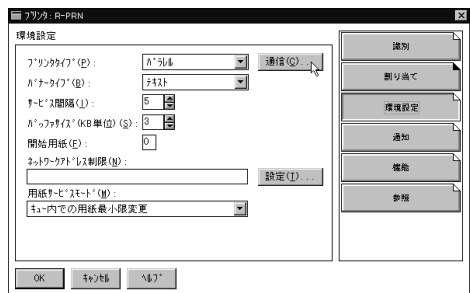 プリンタ: R-PRN
環境設定
プリンタタイプ(P):
パラレル
通信(C)...
バナータイプ(B):
テキスト
サービス間隔(I):
5
バッファサイズ(KB単位)(S):
3
開始用紙(F):
0
ネットワークアドレス制限(N):
設定(T)...
用紙サービスモード(M):
キュー内での用紙最小限変更
識別
割り当て
環境設定
通知
機能
参照
OK
キャンセル
ヘルプ